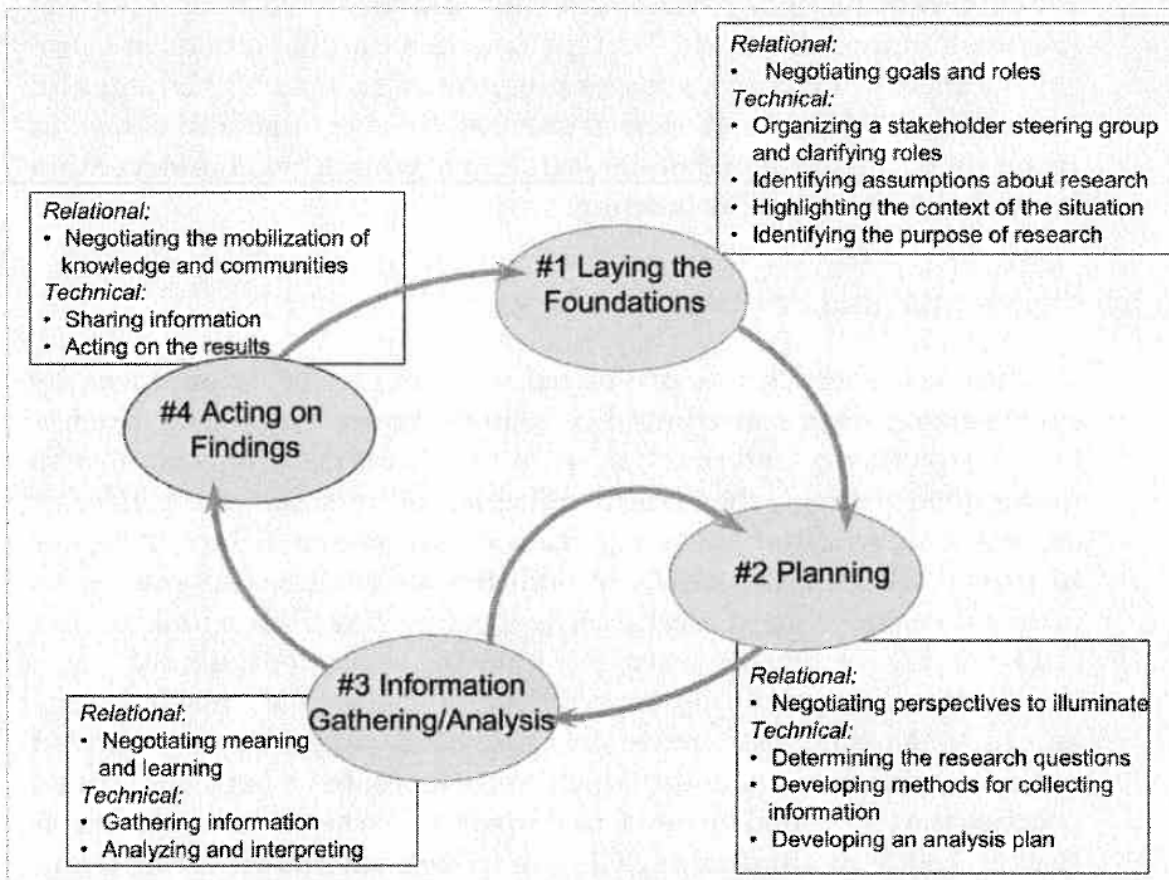 Relational:
• Negotiating goals and roles
Technical:
• Organizing a stakeholder steering group
and clarifying roles
• Identifying assumptions about research
• Highlighting the context of the situation
• Identifying the purpose of research
#1 Laying the
Foundations
Relational:
• Negotiating the mobilization of
knowledge and communities
Technical:
• Sharing information
• Acting on the results
#4 Acting on
Findings
#2 Planning
Relational:
• Negotiating perspectives to illuminate
Technical:
• Determining the research questions
• Developing methods for collecting
information
• Developing an analysis plan
#3 Information
Gathering/Analysis
Relational:
• Negotiating meaning
and learning
Technical:
• Gathering information
• Analyzing and interpreting